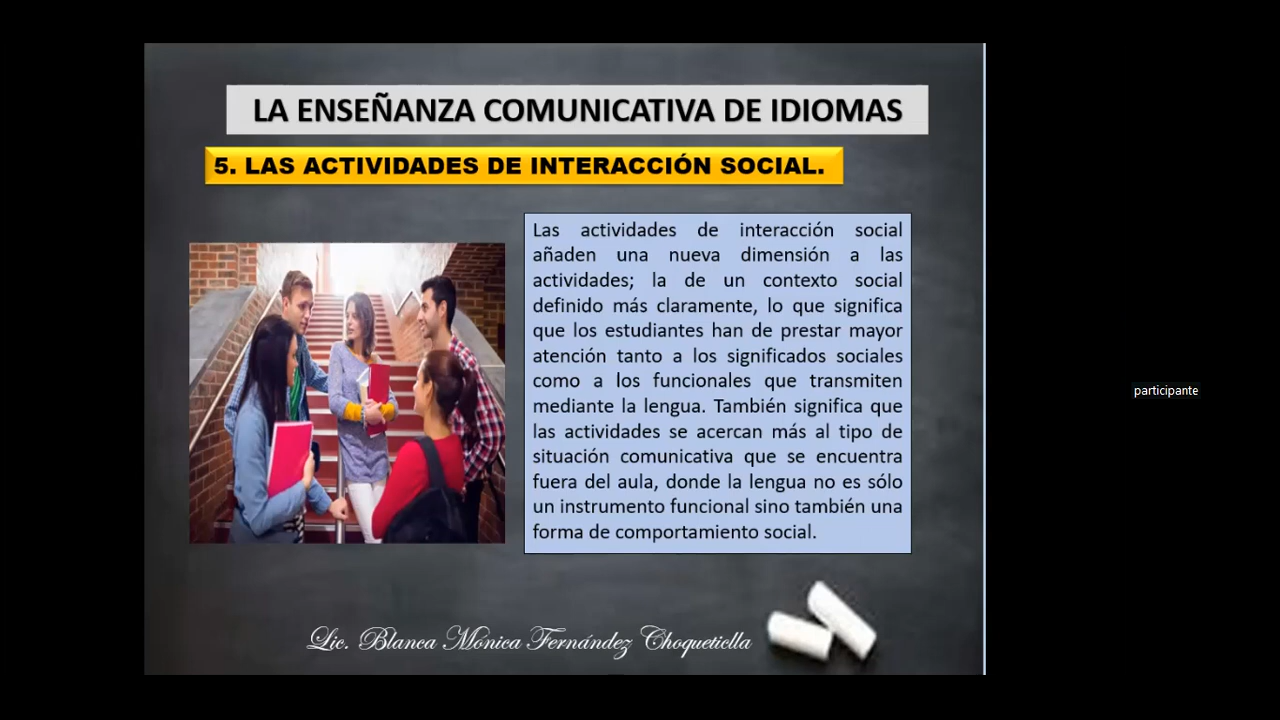 LA ENSEÑANZA COMUNICATIVA DE IDIOMAS
5. LAS ACTIVIDADES DE INTERACCIÓN SOCIAL.
Las actividades de interacción social
añaden una nueva dimensión a las
actividades; la de un contexto social
definido más claramente, lo que significa
que los estudiantes han de prestar mayor
atención tanto a los significados sociales
como a los funcionales que transmiten
mediante la lengua. También significa que
las actividades se acercan más al tipo de
situación comunicativa que se encuentra
fuera del aula, donde la lengua no es sólo
un instrumento funcional sino también una
forma de comportamiento social.
participante
Lic. Blanca Mónica Fernández Choqueticlla